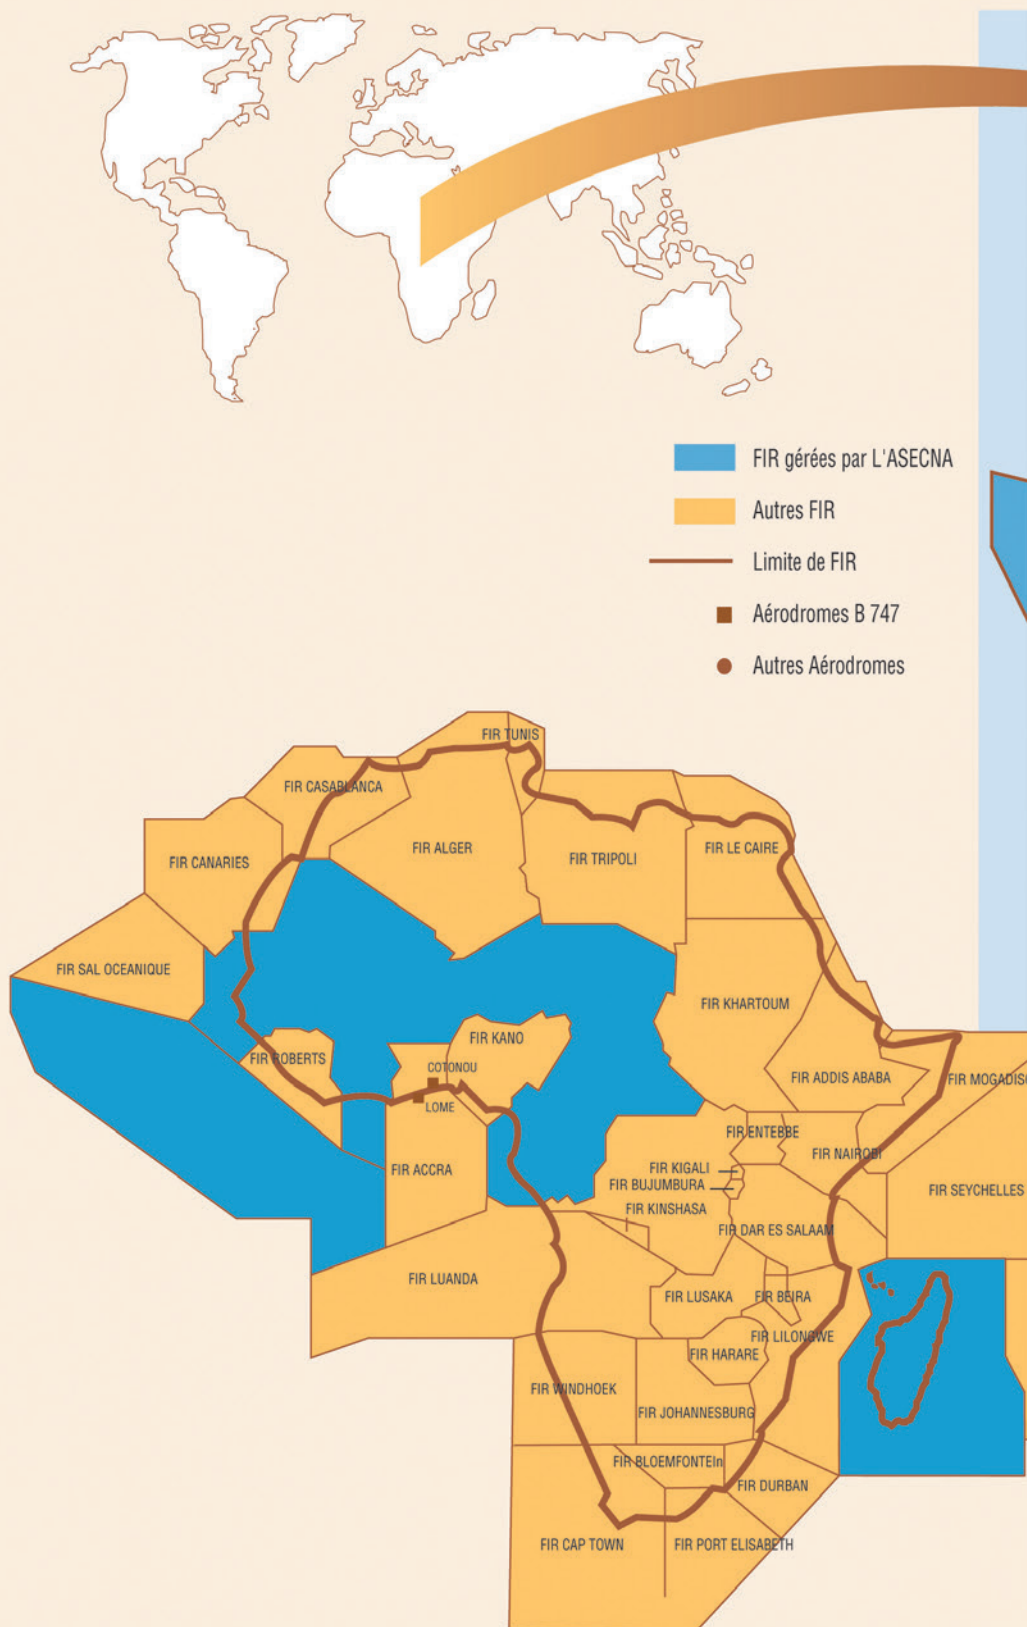 FIR gérées par L'ASECNA
Autres FIR
Limite de FIR
Aérodromes B 747
Autres Aérodromes
FIR TUNIS
FIR CASABLANCA
FIR ALGER
FIR TRIPOLI
FIR LE CAIRE
FIR CANARIES
FIR SAL OCEANIQUE
FIR KHARTOUM
FIR KANO
FIR ROBERTS
COTONOU
FIR ADDIS ABABA
FIR MOGADISC
LOME
FIR ENTEBBE
FIR NAIROBI
FIR ACCRA
FIR KIGALI
FIR BUJUMBURA
FIR SEYCHELLES
FIR KINSHASA
FIR DAR ES SALAAM
FIR LUANDA
FIR LUSAKA
FIR BEIRA
FIR LILONGWE
FIR HARARE
FIR WINDHOEK
FIR JOHANNESBURG
FIR BLOEMFONTEIn
FIR DURBAN
FIR CAP TOWN
FIR PORT ELISABETH